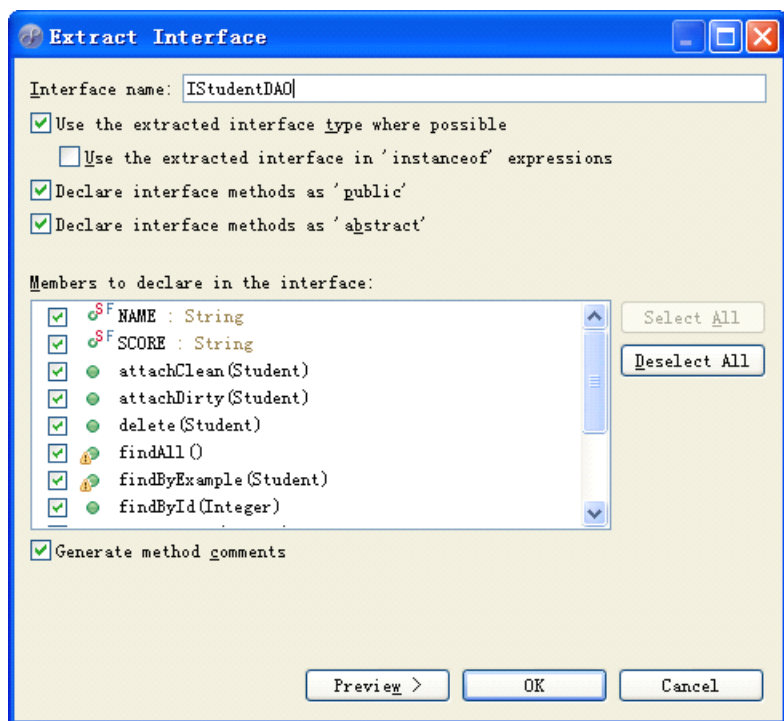 Extract Interface
Interface name: IStudentDAO
Use the extracted interface type where possible
Use the extracted interface in 'instanceof' expressions
Declare interface methods as 'public'
Declare interface methods as 'abstract'
Members to declare in the interface:
S F NAME : String
S F SCORE : String
attachClean(Student)
attachDirty(Student)
delete(Student)
findAll()
findByExample(Student)
findById(Integer)
Select All
Deselect All
Generate method comments
Preview >
OK
Cancel